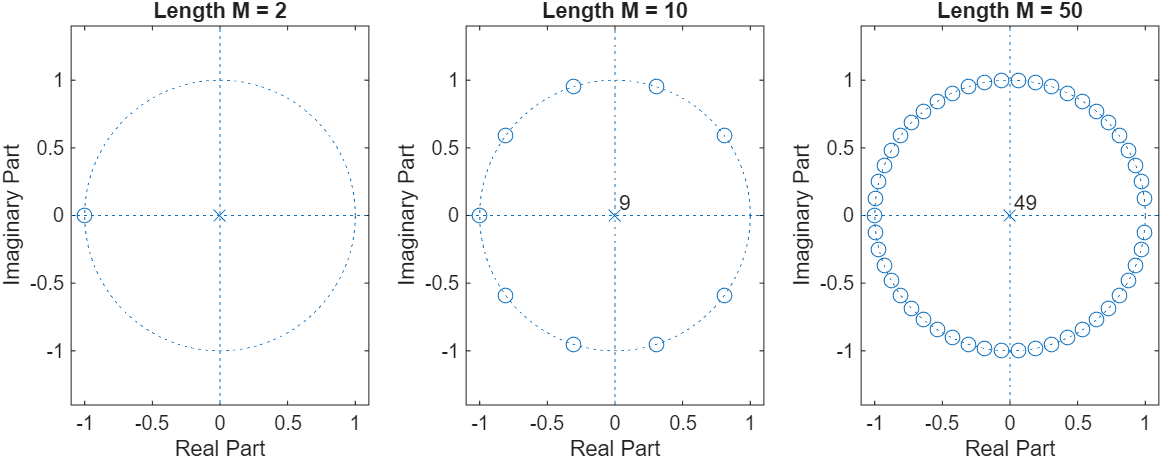 Length M = 2
Imaginary Part
1
0.5
0
-0.5
-1
-1 -0.5 0 0.5 1
Real Part
Length M = 10
Imaginary Part
1
0.5
0
-0.5
-1
9
-1 -0.5 0 0.5 1
Real Part
Length M = 50
Imaginary Part
1
0.5
0
-0.5
-1
49
-1 -0.5 0 0.5 1
Real Part